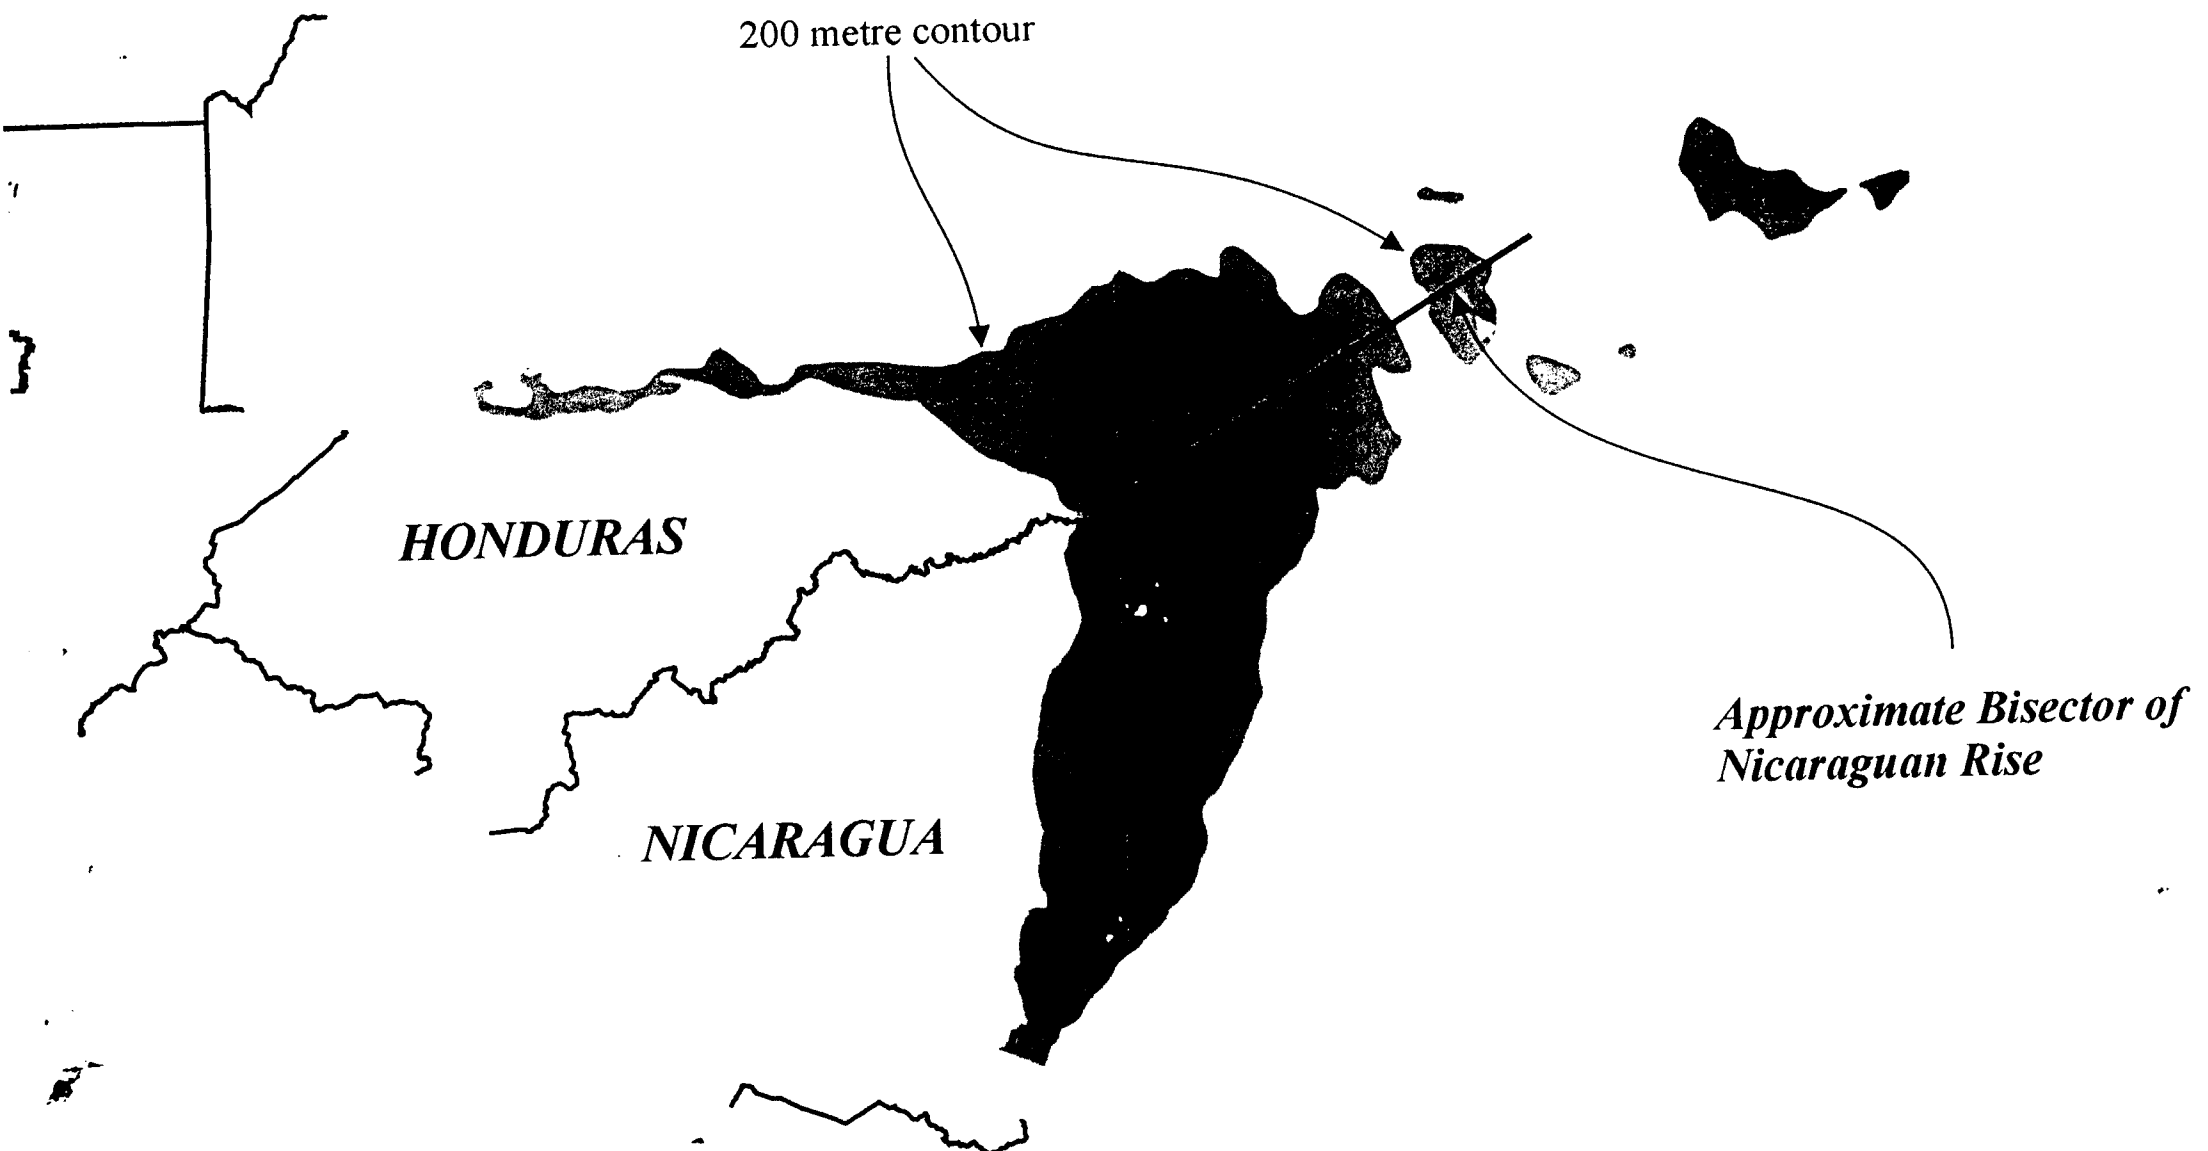 200 metre contour
HONDURAS
NICARAGUA
Approximate Bisector of
Nicaraguan Rise